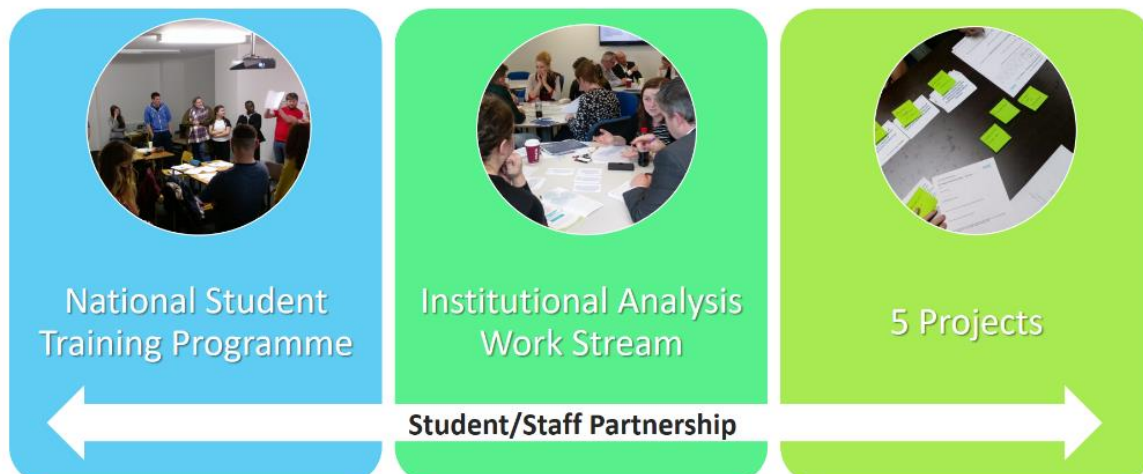 National Student
Training Programme
Institutional Analysis
Work Stream
5 Projects
Student/Staff Partnership